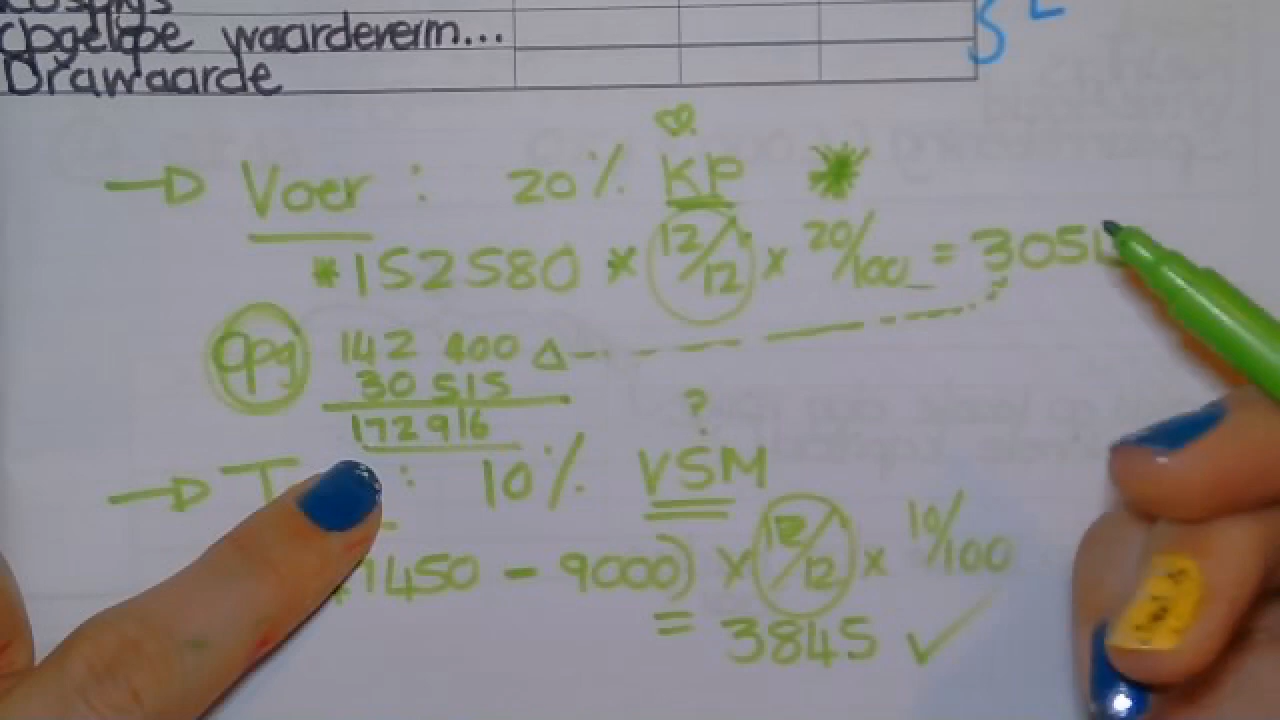 opgelope waardeverm...
Drawaarde
→ Voer : 20% KP *
*152580 × 12/12 × 20/100 = 3051
Opg 142 400 Δ
30 515
172 916
→ T : 10% VSM ?
1450 - 9000) × 12/12 × 10/100
= 3845 ✓